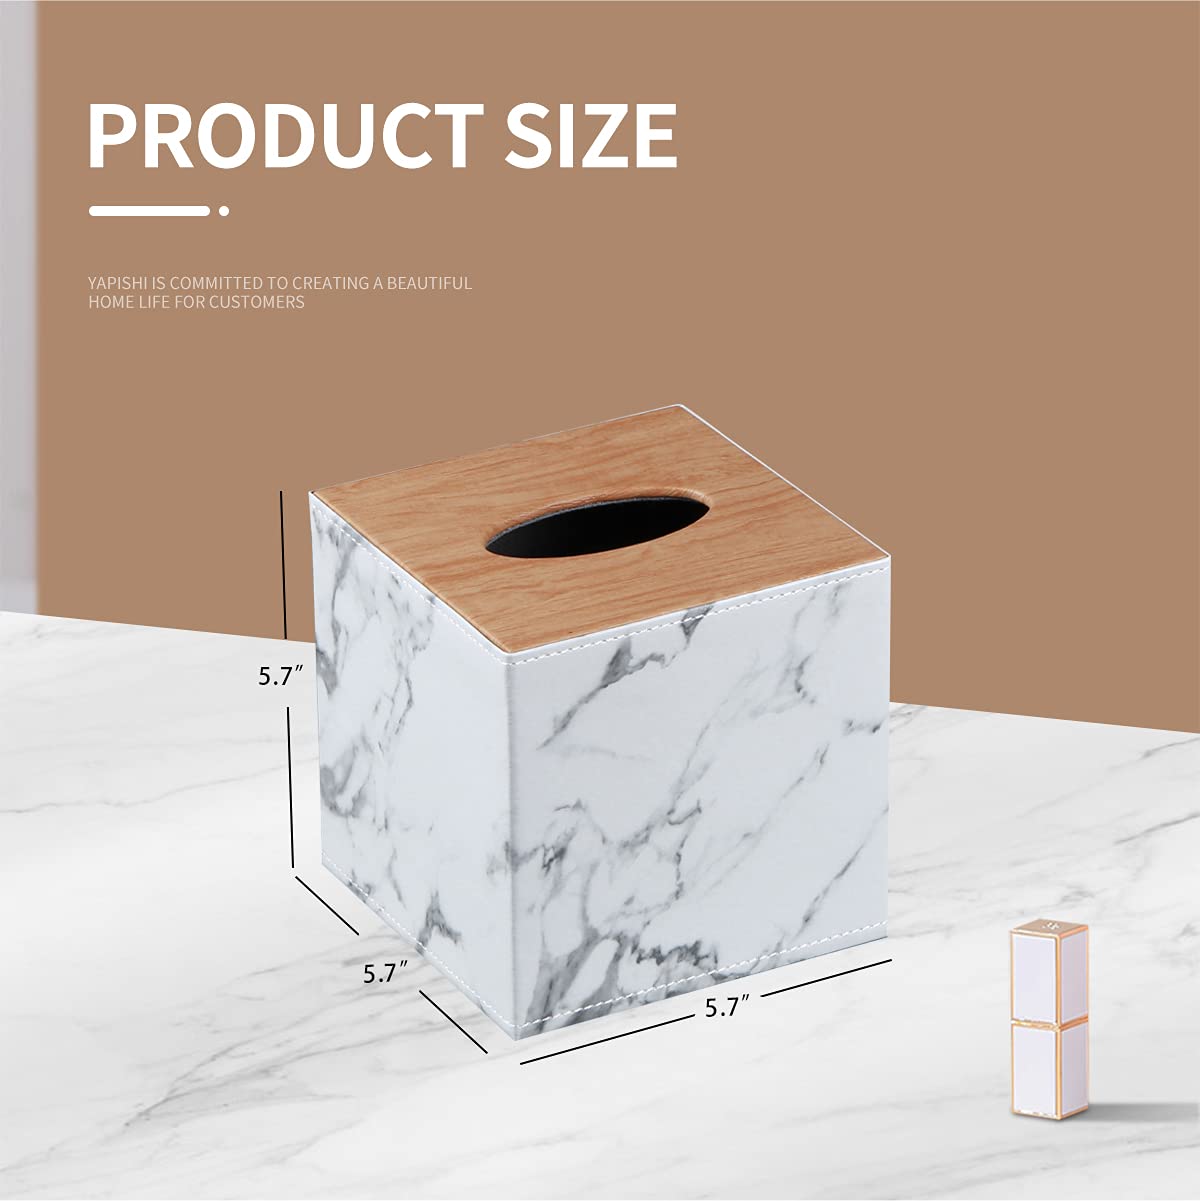 PRODUCT SIZE
YAPISHI IS COMMITTED TO CREATING A BEAUTIFUL
HOME LIFE FOR CUSTOMERS
5.7"
5.7"
5.7"